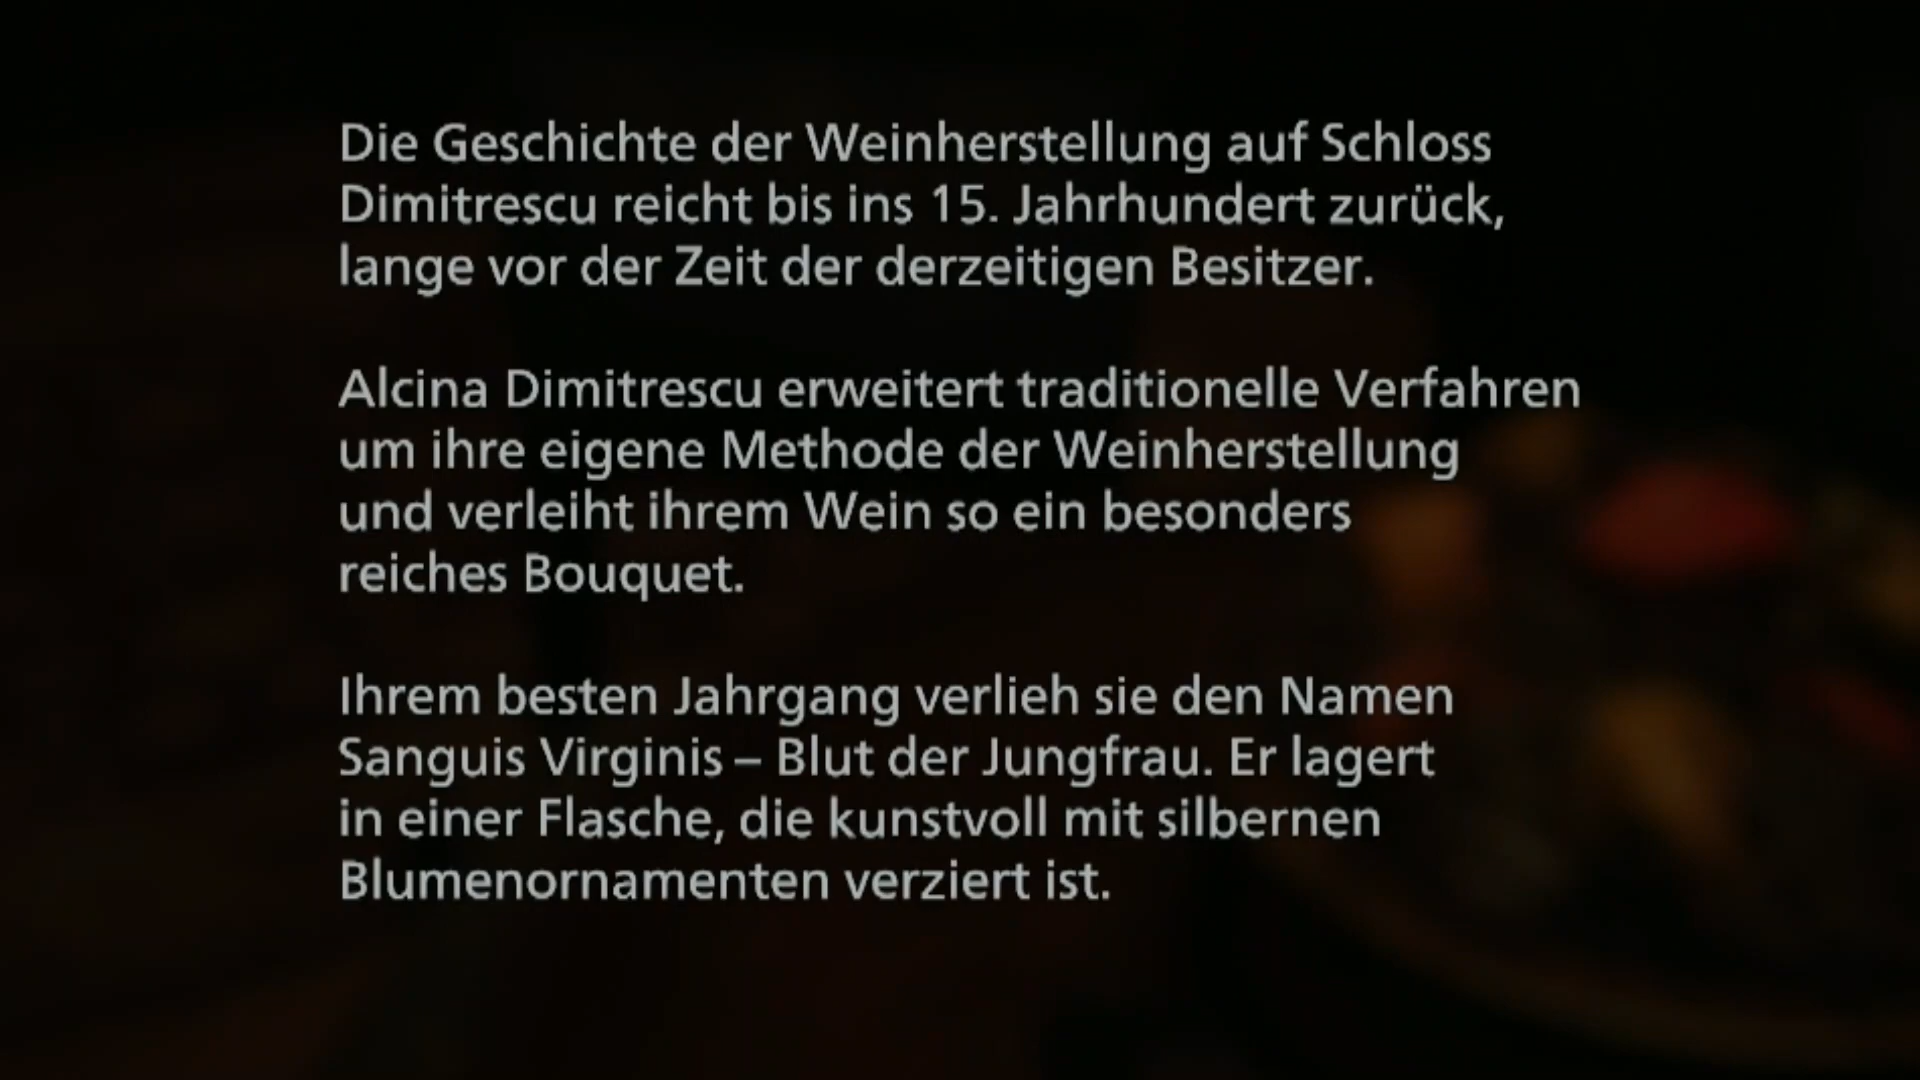 Die Geschichte der Weinherstellung auf Schloss
Dimitrescu reicht bis ins 15. Jahrhundert zurück,
lange vor der Zeit der derzeitigen Besitzer.
Alcina Dimitrescu erweitert traditionelle Verfahren
um ihre eigene Methode der Weinherstellung
und verleiht ihrem Wein so ein besonders
reiches Bouquet.
Ihrem besten Jahrgang verlieh sie den Namen
Sanguis Virginis – Blut der Jungfrau. Er lagert
in einer Flasche, die kunstvoll mit silbernen
Blumenornamenten verziert ist.